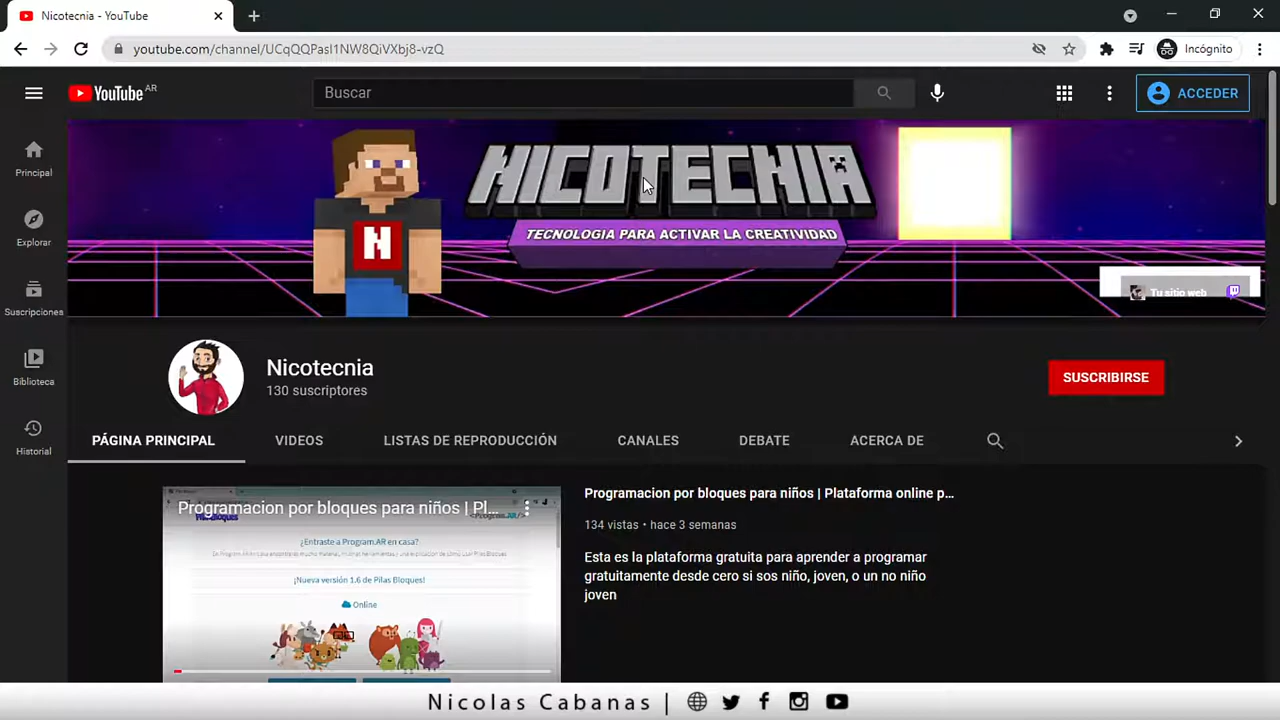 Nicotecnia - YouTube
youtube.com/channel/UCqQQPasI1NW8QiVXbj8-vzQ
Incógnito
YouTube AR
Buscar
ACCEDER
Principal
Explorar
Suscripciones
Biblioteca
Historial
NICOTECNIA
TECNOLOGIA PARA ACTIVAR LA CREATIVIDAD
N
Tu sitio web
Nicotecnia
130 suscriptores
SUSCRIBIRSE
PÁGINA PRINCIPAL VIDEOS LISTAS DE REPRODUCCIÓN CANALES DEBATE ACERCA DE
Programacion por bloques para niños | Pl...
¿Entraste a Program.AR en casa?
¡Nueva versión 1.6 de Pilas Bloques!
Online
Programacion por bloques para niños | Plataforma online p...
134 vistas • hace 3 semanas
Esta es la plataforma gratuita para aprender a programar
gratuitamente desde cero si sos niño, joven, o un no niño
joven
Nicolas Cabanas |